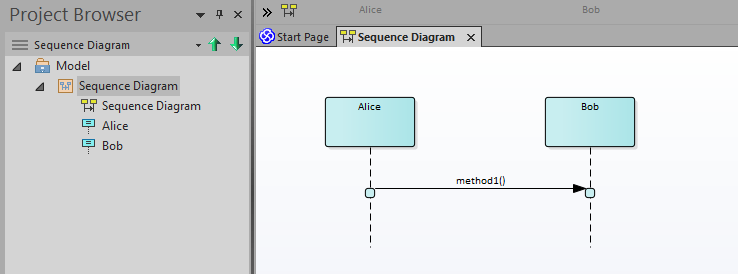 Project Browser
Sequence Diagram
Model
Sequence Diagram
Sequence Diagram
Alice
Bob
Alice Bob
Start Page Sequence Diagram
Alice Bob
method1()